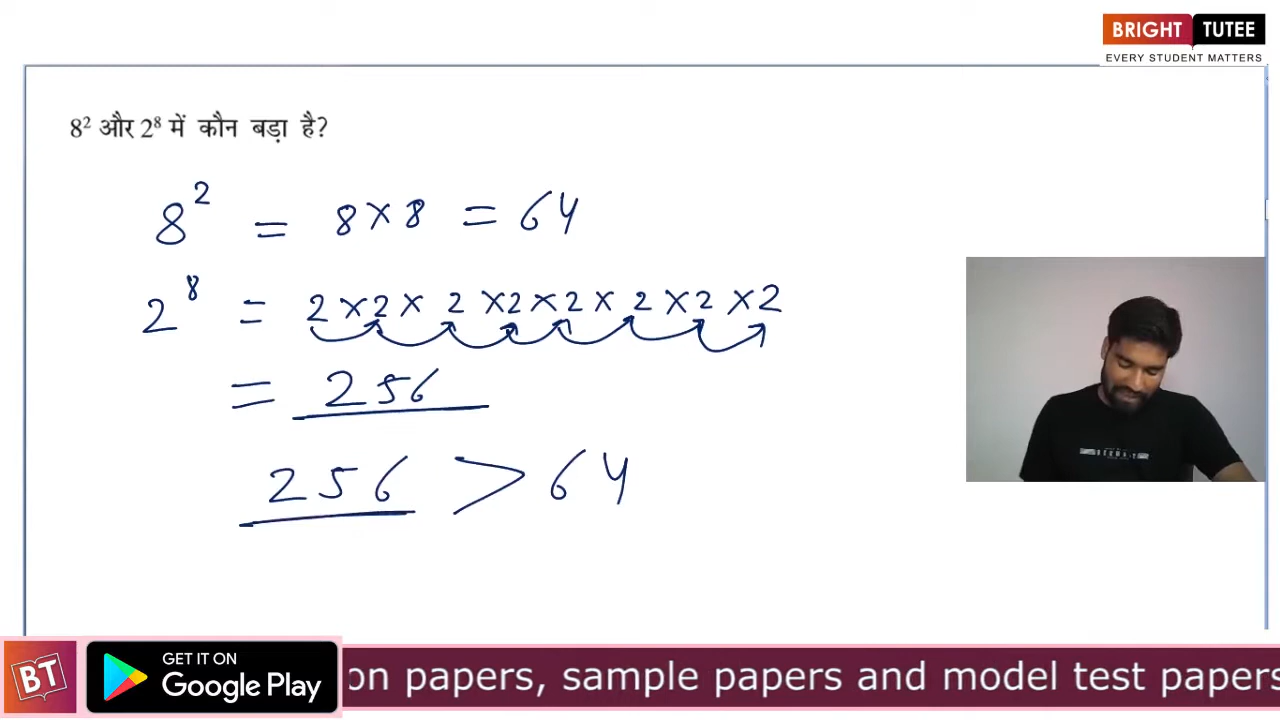 BRIGHT TUTEE
EVERY STUDENT MATTERS
8² और 2⁸ में कौन बड़ा है?
8² = 8 × 8 = 64
2⁸ = 2 × 2 × 2 × 2 × 2 × 2 × 2 × 2
= 256
256 > 64
BT GET IT ON
Google Play
on papers, sample papers and model test papers